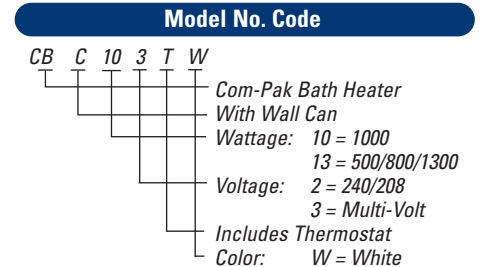 Model No. Code
CB C 10 3 T W
Com-Pak Bath Heater
With Wall Can
Wattage: 10 = 1000
13 = 500/800/1300
Voltage: 2 = 240/208
3 = Multi-Volt
Includes Thermostat
Color: W = White